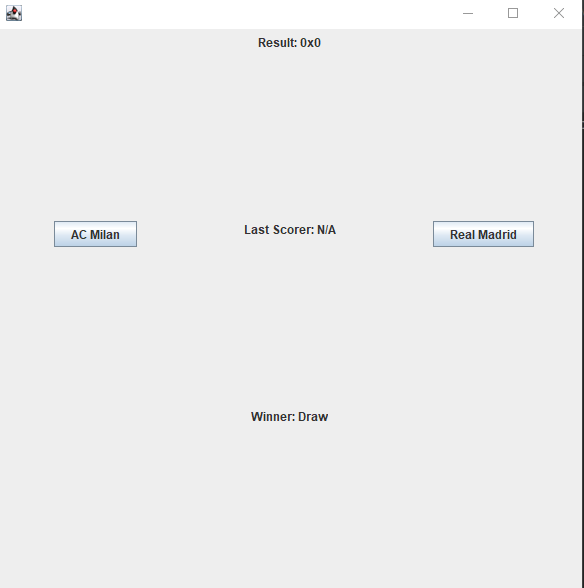 Result: 0x0
AC Milan
Last Scorer: N/A
Real Madrid
Winner: Draw